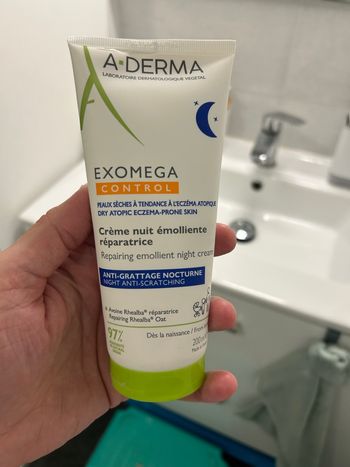 A-DERMA
LABORATOIRE DERMATOLOGIQUE VÉGÉTAL
EXOMEGA
CONTROL
PEAUX SÈCHES À TENDANCE À L'ECZÉMA ATOPIQUE
DRY ATOPIC ECZEMA-PRONE SKIN
Crème nuit émolliente
réparatrice
Repairing emollient night cream
ANTI-GRATTAGE NOCTURNE
NIGHT ANTI-SCRATCHING
+ Avoine Rhealba® réparatrice
Repairing Rhealba® Oat
97%
Dès la naissance / From
200